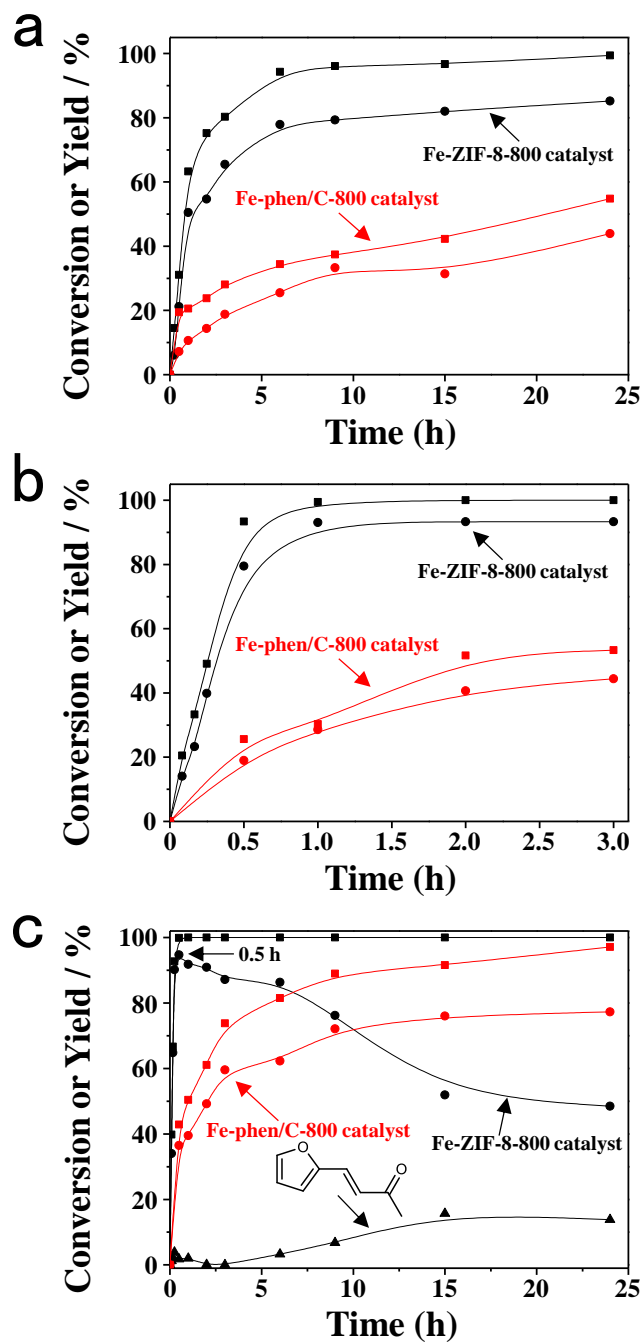 a
Conversion or Yield / %
100
80
60
40
20
0
Fe-ZIF-8-800 catalyst
Fe-phen/C-800 catalyst
0
5
10
15
20
25
Time (h)
b
Conversion or Yield / %
100
80
60
40
20
0
Fe-ZIF-8-800 catalyst
Fe-phen/C-800 catalyst
0
0.5
1.0
1.5
2.0
2.5
3.0
Time (h)
c
Conversion or Yield / %
100
80
60
40
20
0
0.5 h
Fe-phen/C-800 catalyst
Fe-ZIF-8-800 catalyst
O
O
0
5
10
15
20
25
Time (h)